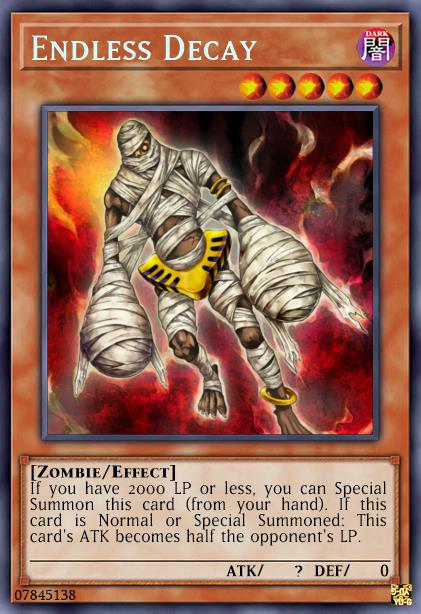 ENDLESS DECAY
DARK
闇
[ZOMBIE/EFFECT]
If you have 2000 LP or less, you can Special
Summon this card (from your hand). If this
card is Normal or Special Summoned: This
card's ATK becomes half the opponent's LP.
ATK/ ? DEF/ 0
07845138